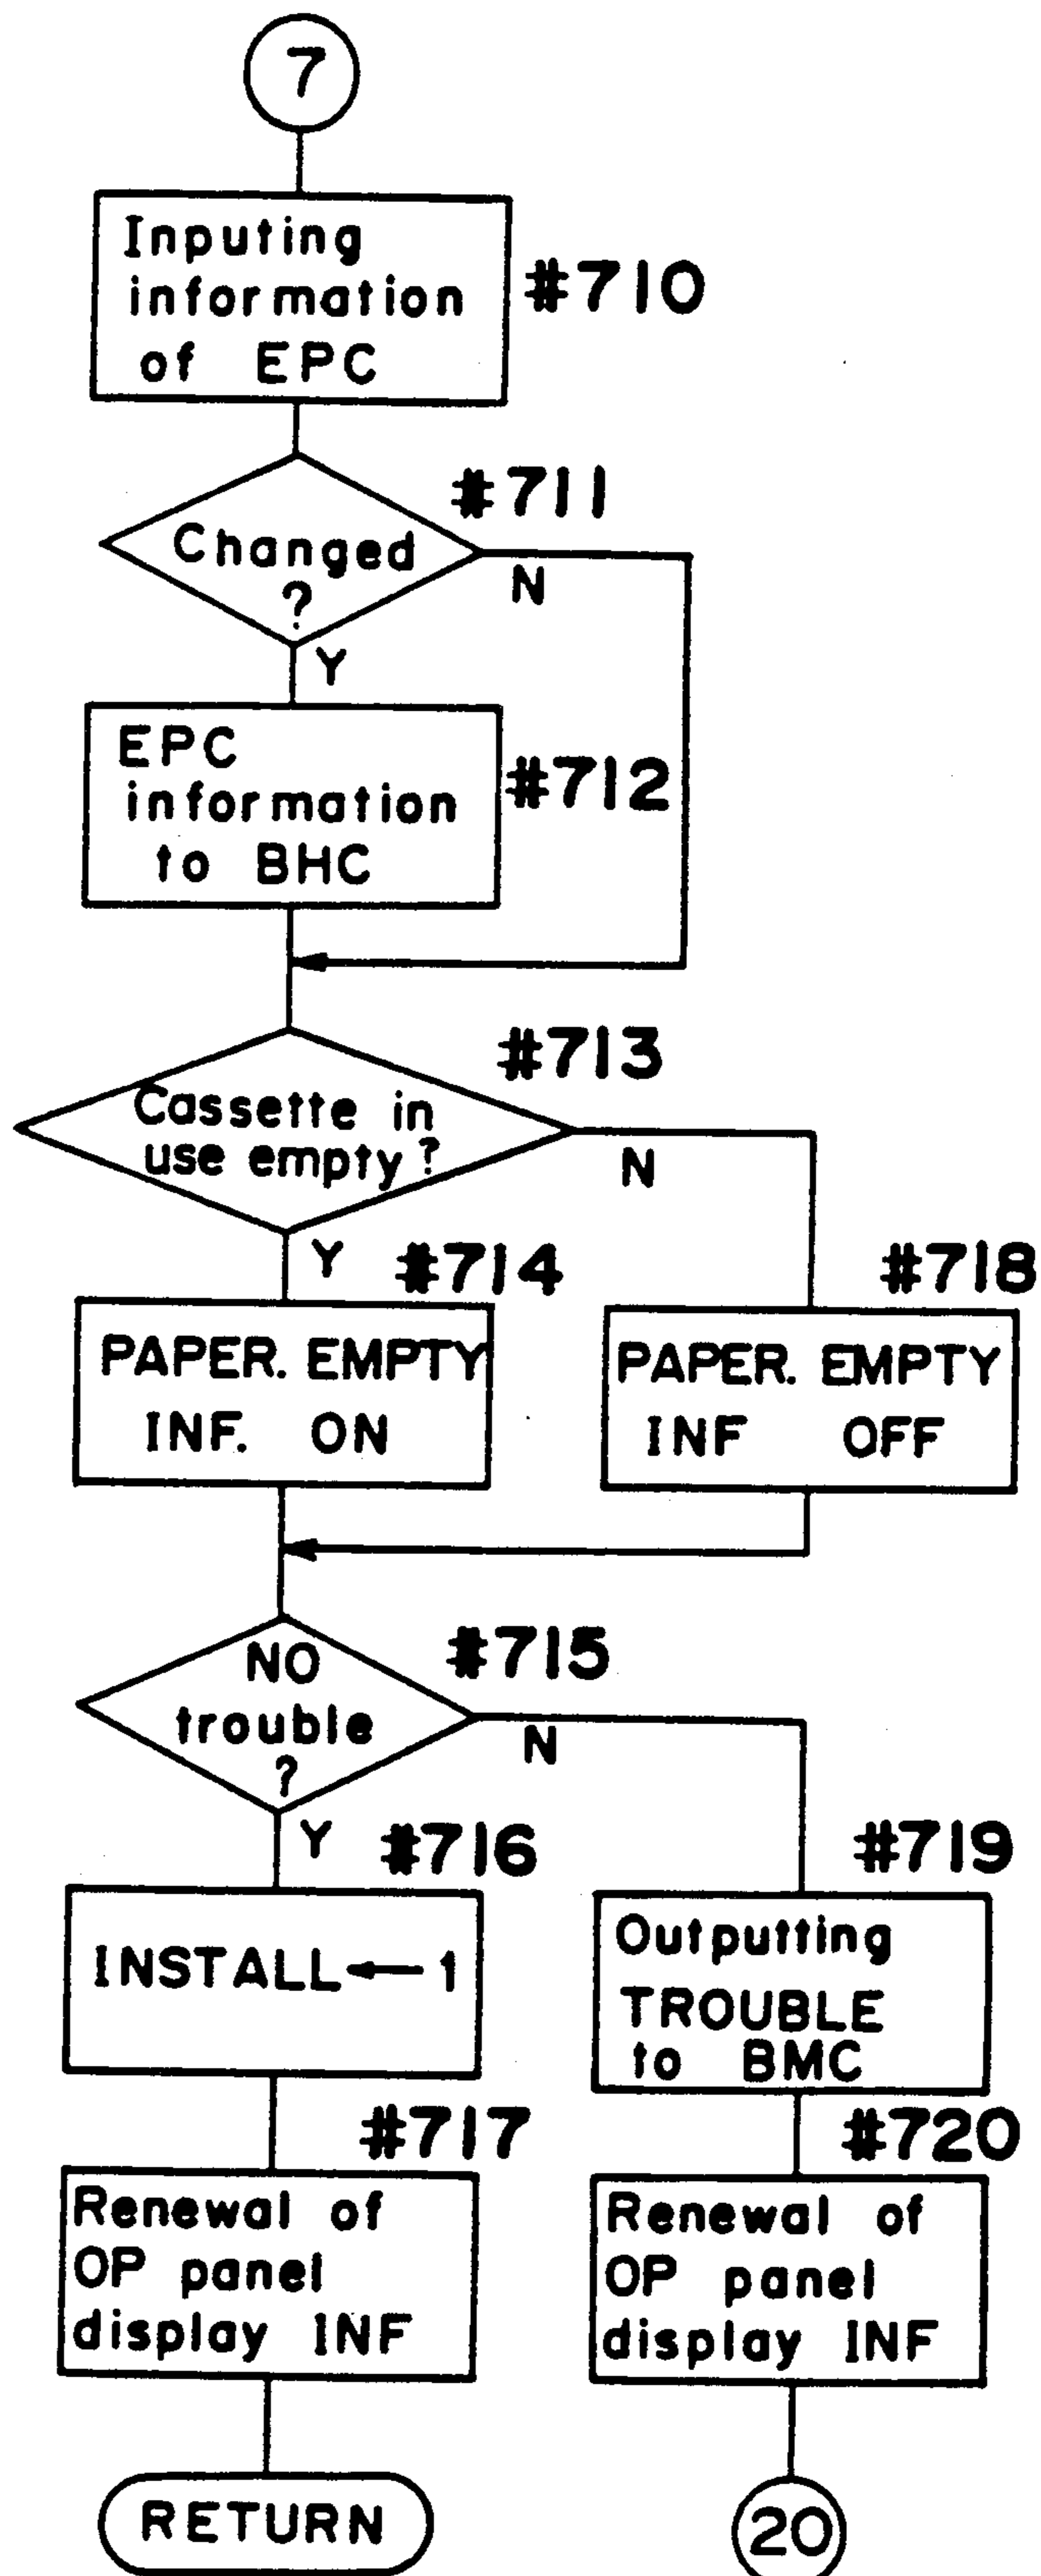 7
Inputing
information
of EPC
#710
#711
Changed
?
N
Y
EPC
information
to BHC
#712
#713
Cassette in
use empty?
N
Y
#714
#718
PAPER. EMPTY
INF. ON
PAPER. EMPTY
INF OFF
NO
trouble
?
#715
N
Y
#716
#719
INSTALL←1
Outputting
TROUBLE
to BMC
#717
#720
Renewal of
OP panel
display INF
Renewal of
OP panel
display INF
RETURN
20